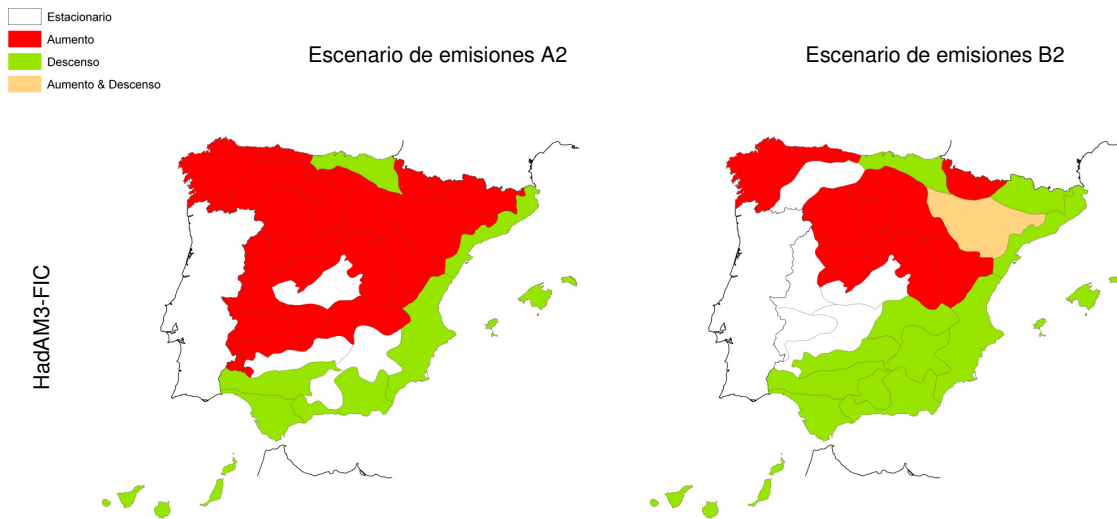 Estacionario
Aumento
Descenso
Aumento & Descenso
Escenario de emisiones A2
Escenario de emisiones B2
HadAM3-FIC